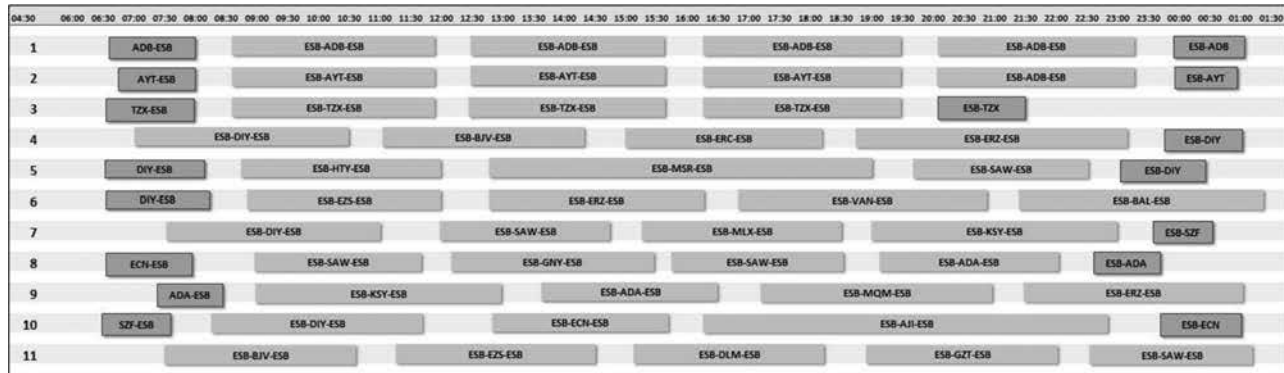 04:30 06:00 06:30 07:00 07:30 08:00 08:30 09:00 09:30 10:00 10:30 11:00 11:30 12:00 12:30 13:00 13:30 14:00 14:30 15:00 15:30 16:00 16:30 17:00 17:30 18:00 18:30 19:00 19:30 20:00 20:30 21:00 21:30 22:00 22:30 23:00 23:30 00:00 00:30 01:00 01:30
1 ADB-ESB ESB-ADB-ESB ESB-ADB-ESB ESB-ADB-ESB ESB-ADB-ESB ESB-ADB
2 AYT-ESB ESB-AYT-ESB ESB-AYT-ESB ESB-AYT-ESB ESB-ADB-ESB ESB-AYT
3 TZX-ESB ESB-TZX-ESB ESB-TZX-ESB ESB-TZX-ESB ESB-TZX
4 ESB-DIY-ESB ESB-BJV-ESB ESB-ERC-ESB ESB-ERZ-ESB ESB-DIY
5 DIY-ESB ESB-HTY-ESB ESB-MSR-ESB ESB-SAW-ESB ESB-DIY
6 DIY-ESB ESB-EZS-ESB ESB-ERZ-ESB ESB-VAN-ESB ESB-BAL-ESB
7 ESB-DIY-ESB ESB-SAW-ESB ESB-MLX-ESB ESB-KSY-ESB ESB-SZF
8 ECN-ESB ESB-SAW-ESB ESB-GNY-ESB ESB-SAW-ESB ESB-ADA-ESB ESB-ADA
9 ADA-ESB ESB-KSY-ESB ESB-ADA-ESB ESB-MQM-ESB ESB-ERZ-ESB
10 SZF-ESB ESB-DIY-ESB ESB-ECN-ESB ESB-AJI-ESB ESB-ECN
11 ESB-BJV-ESB ESB-EZS-ESB ESB-DLM-ESB ESB-GZT-ESB ESB-SAW-ESB